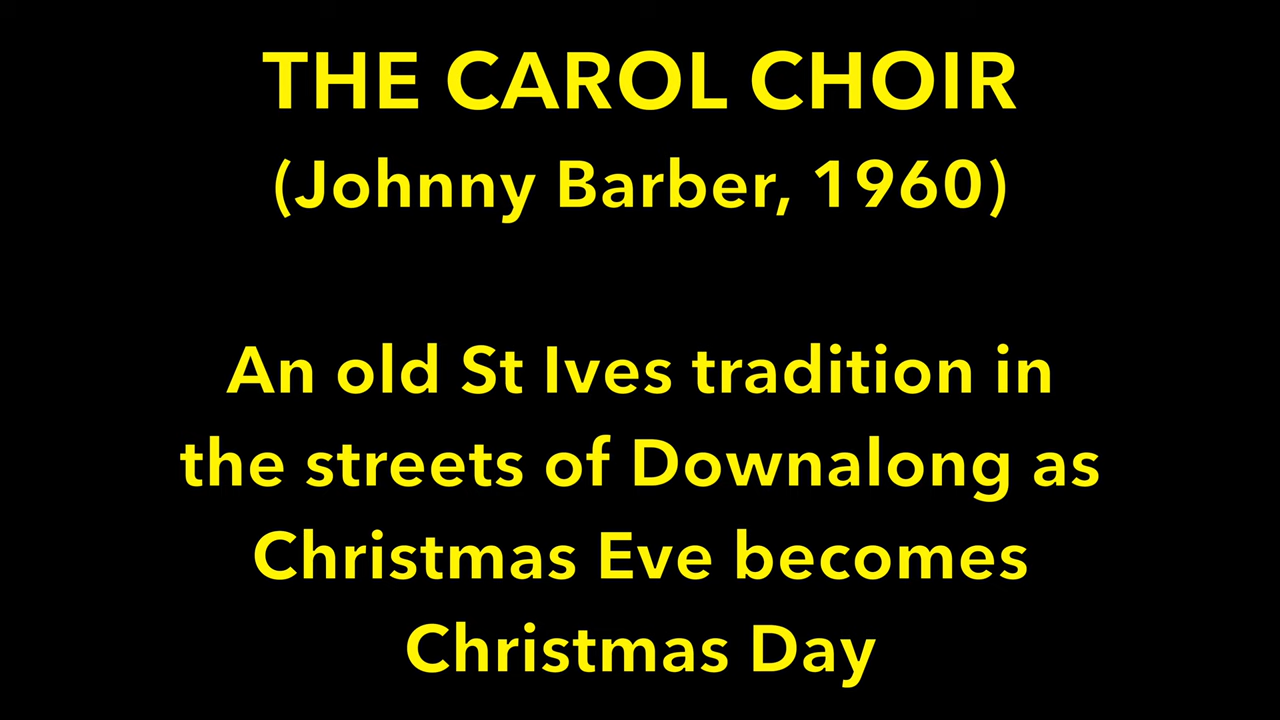 THE CAROL CHOIR
(Johnny Barber, 1960)
An old St Ives tradition in
the streets of Downalong as
Christmas Eve becomes
Christmas Day